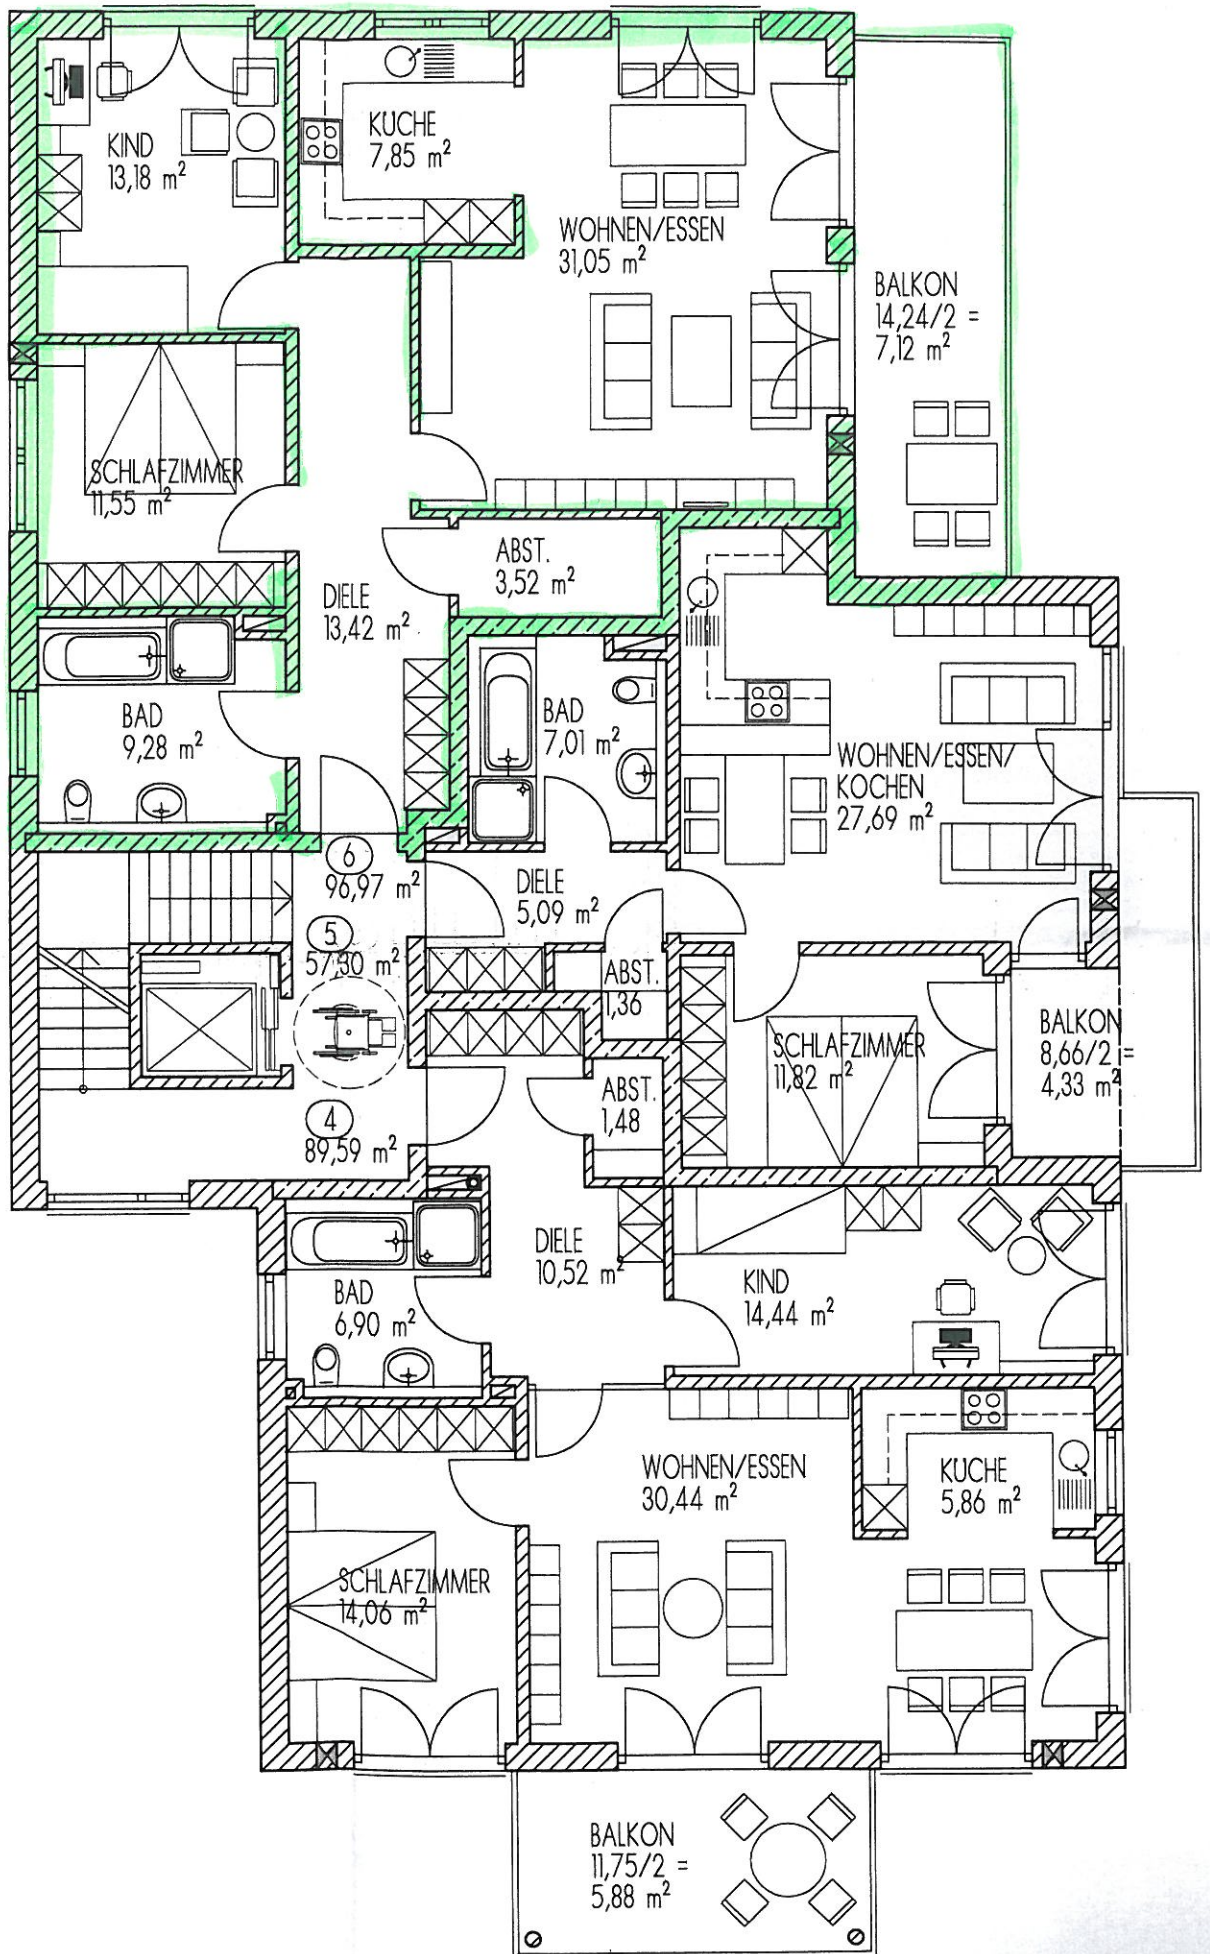 KIND
13,18 m²
KÜCHE
7,85 m²
WOHNEN/ESSEN
31,05 m²
BALKON
14,24/2 =
7,12 m²
SCHLAFZIMMER
11,55 m²
DIELE
13,42 m²
ABST.
3,52 m²
BAD
9,28 m²
BAD
7,01 m²
WOHNEN/ESSEN/
KOCHEN
27,69 m²
6
96,97 m²
DIELE
5,09 m²
5
57,30 m²
ABST.
1,36
SCHLAFZIMMER
11,82 m²
BALKON
8,66/2 =
4,33 m²
4
89,59 m²
ABST.
1,48
DIELE
10,52 m²
BAD
6,90 m²
KIND
14,44 m²
WOHNEN/ESSEN
30,44 m²
KÜCHE
5,86 m²
SCHLAFZIMMER
14,06 m²
BALKON
11,75/2 =
5,88 m²